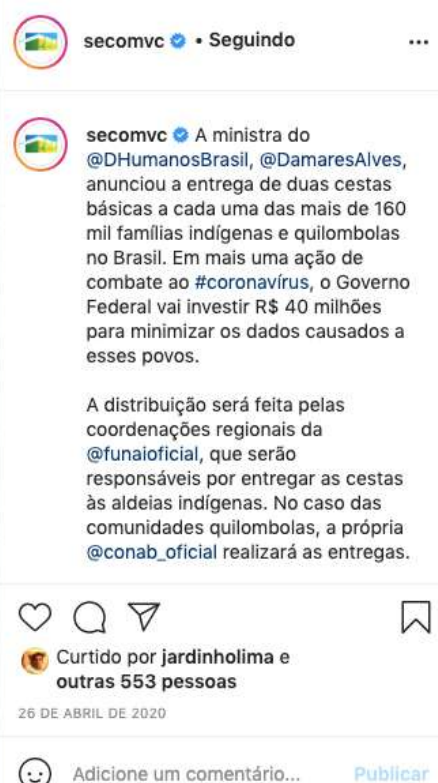 secomvc • Seguindo
secomvc A ministra do
@DHumanosBrasil, @DamaresAlves,
anunciou a entrega de duas cestas
básicas a cada uma das mais de 160
mil famílias indígenas e quilombolas
no Brasil. Em mais uma ação de
combate ao #coronavírus, o Governo
Federal vai investir R$ 40 milhões
para minimizar os dados causados a
esses povos.
A distribuição será feita pelas
coordenações regionais da
@funaioficial, que serão
responsáveis por entregar as cestas
às aldeias indígenas. No caso das
comunidades quilombolas, a própria
@conab_oficial realizará as entregas.
Curtido por jardinholima e
outras 553 pessoas
26 DE ABRIL DE 2020
Adicione um comentário... Publicar